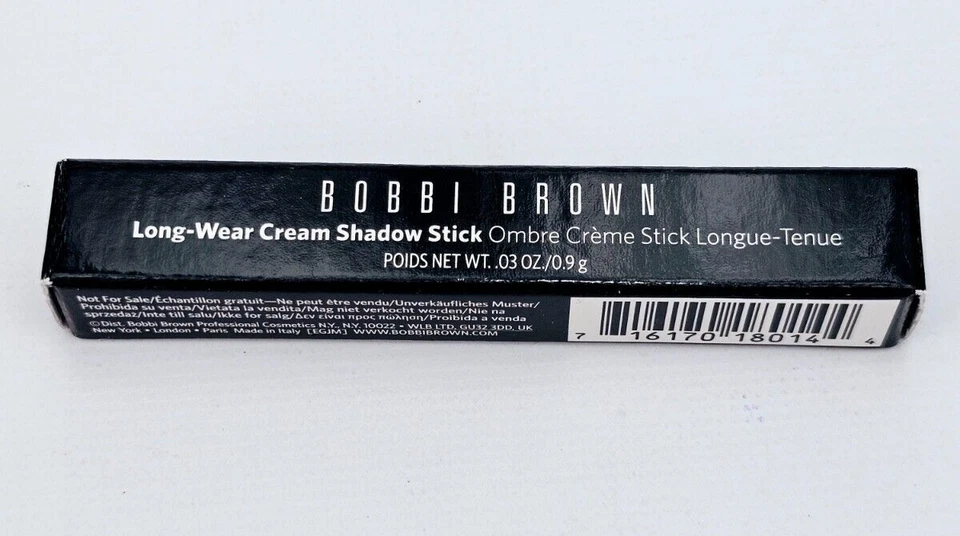 BOBBI BROWN
Long-Wear Cream Shadow Stick Ombre Crème Stick Longue-Tenue
POIDS NET WT. .03 OZ./0.9 g
Not For Sale/Échantillon gratuit—Ne peut être vendu/Unverkäufliches Muster/
Prohibida su venta/Vietata la vendita/Mag niet verkocht worden/Nie na
sprzedaż/Inte till salu/Ikke for salg/Δεν είναι προς πώληση/Proibida a venda
©Dist. Bobbi Brown Professional Cosmetics N.Y., N.Y. 10022 • WLB LTD, GU32 3DD, UK
New York • London • Paris Made in Italy [EGJM] WWW.BOBBIBROWN.COM
7 16170 18014 4